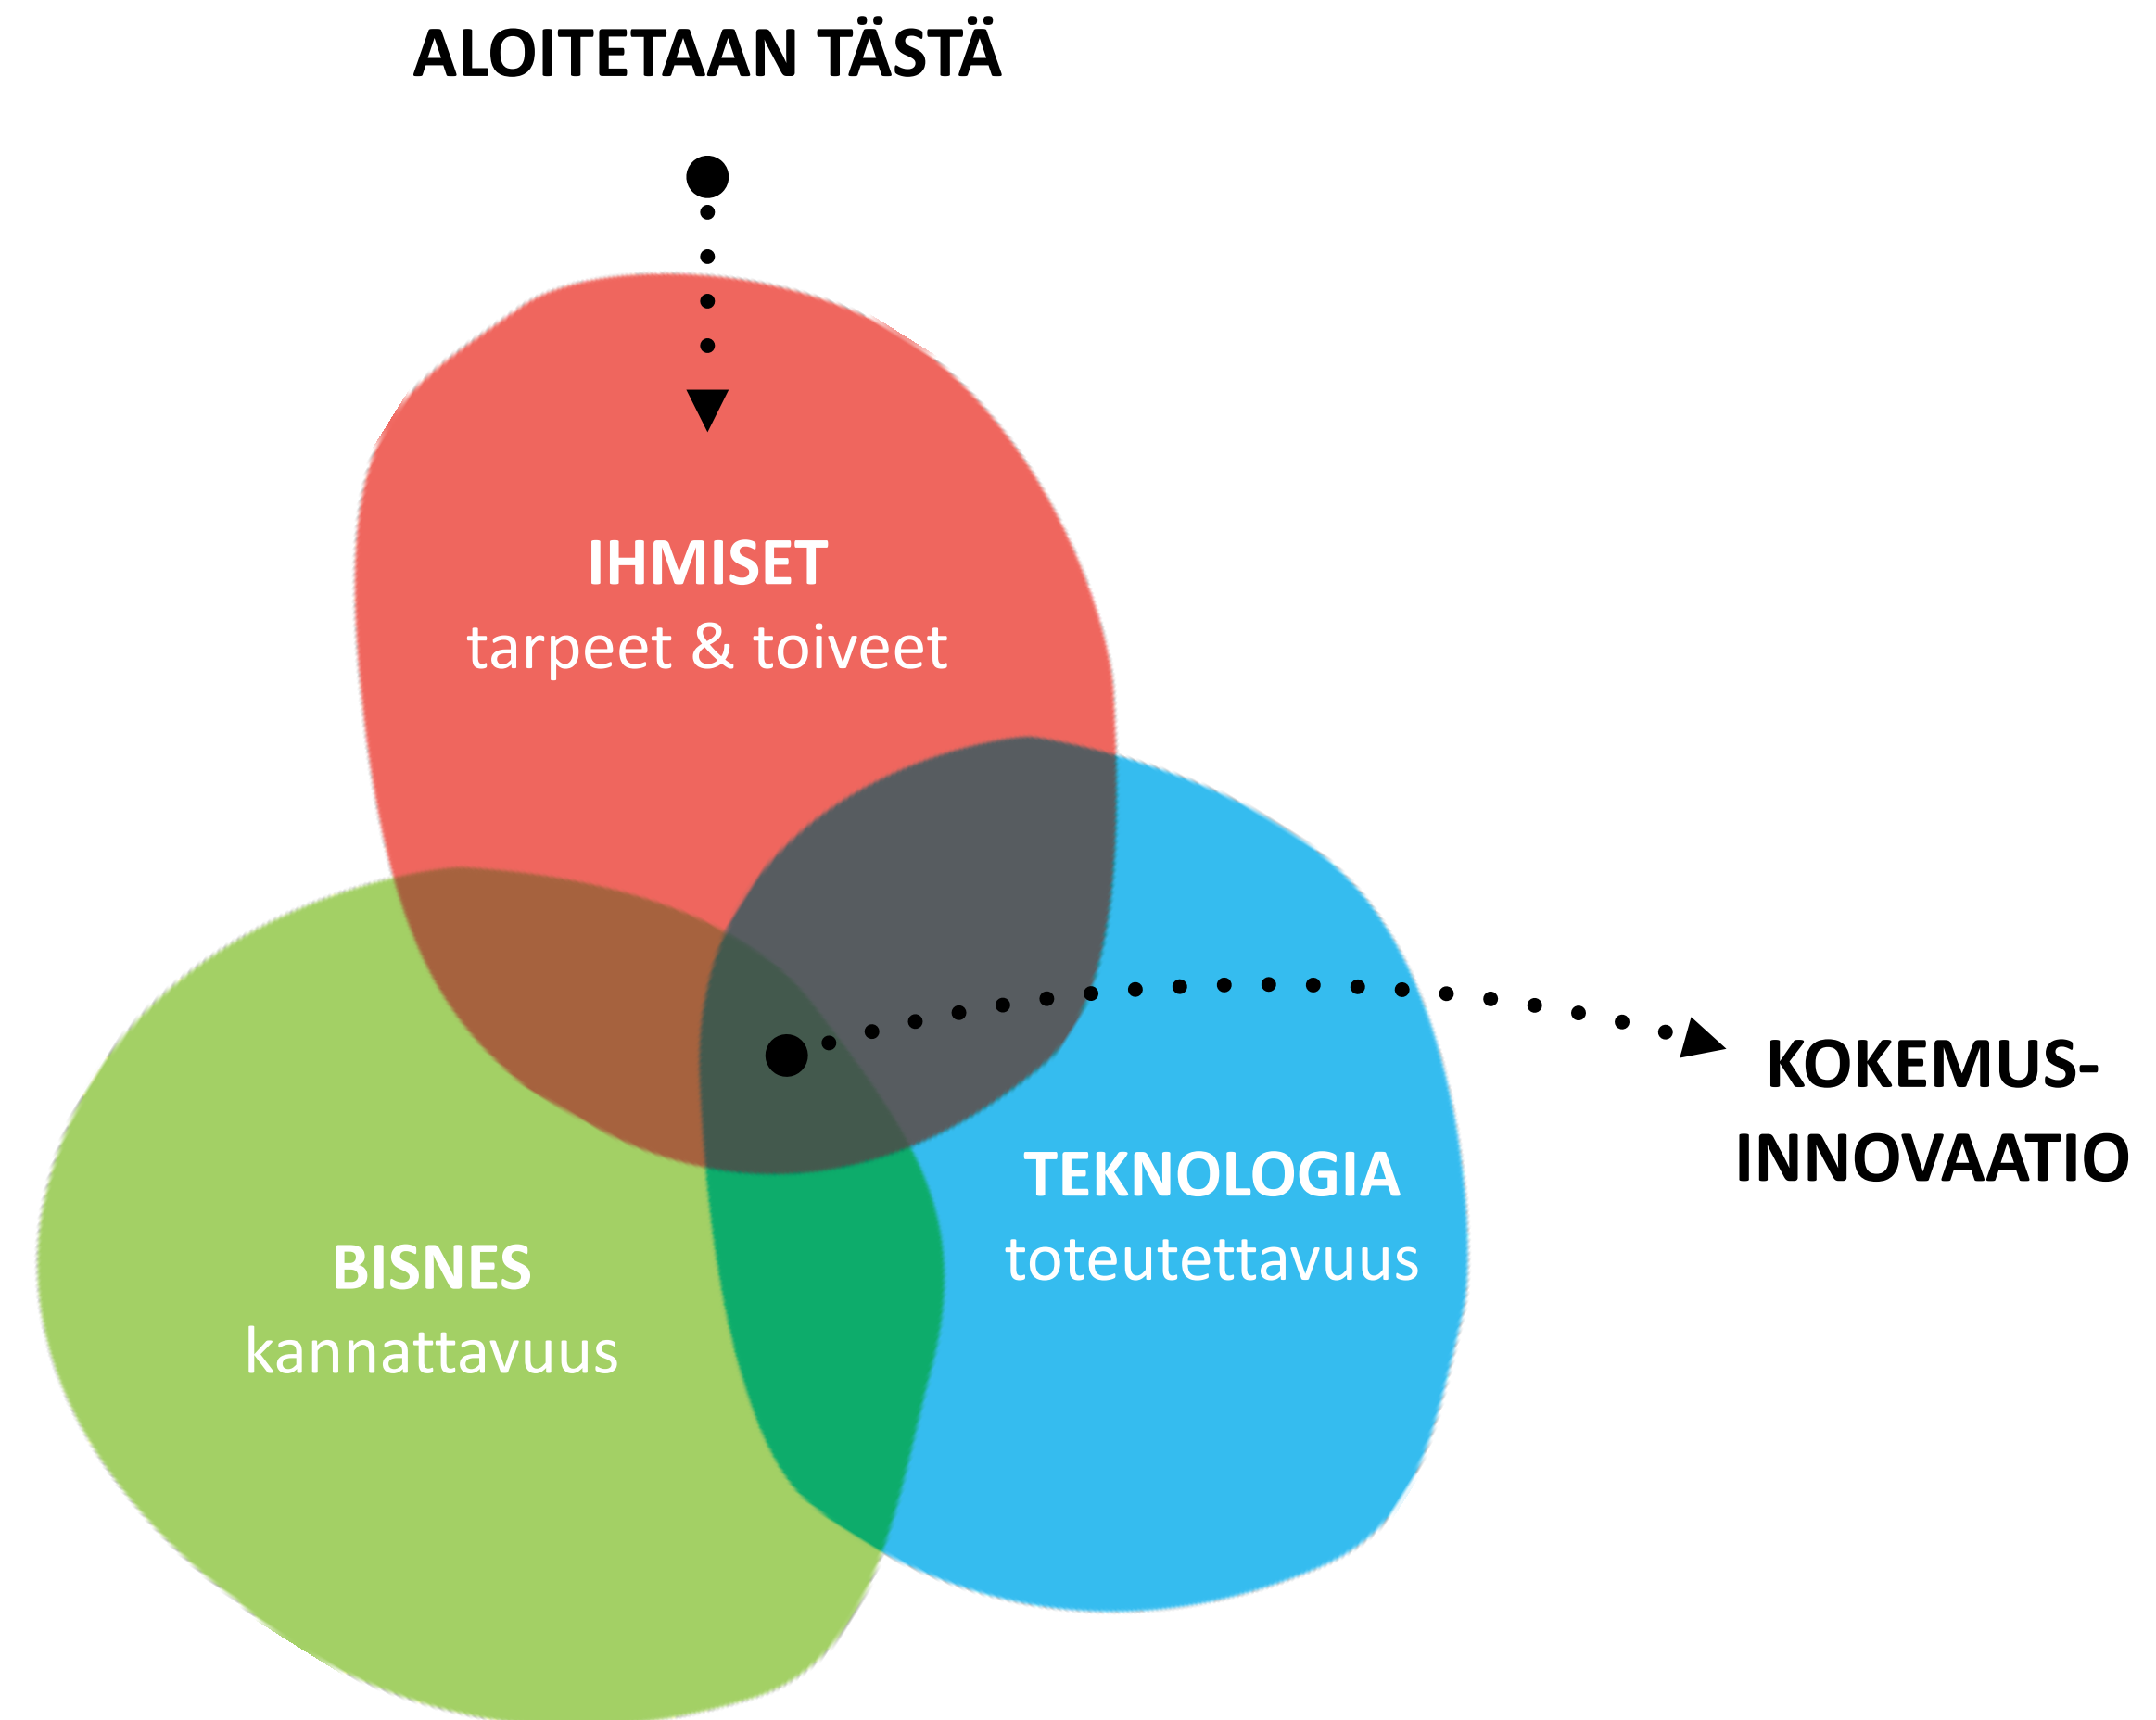 ALOITETAAN TÄSTÄ
IHMISET
tarpeet & toiveet
KOKEMUS-
INNOVAATIO
TEKNOLOGIA
toteutettavuus
BISNES
kannattavuus